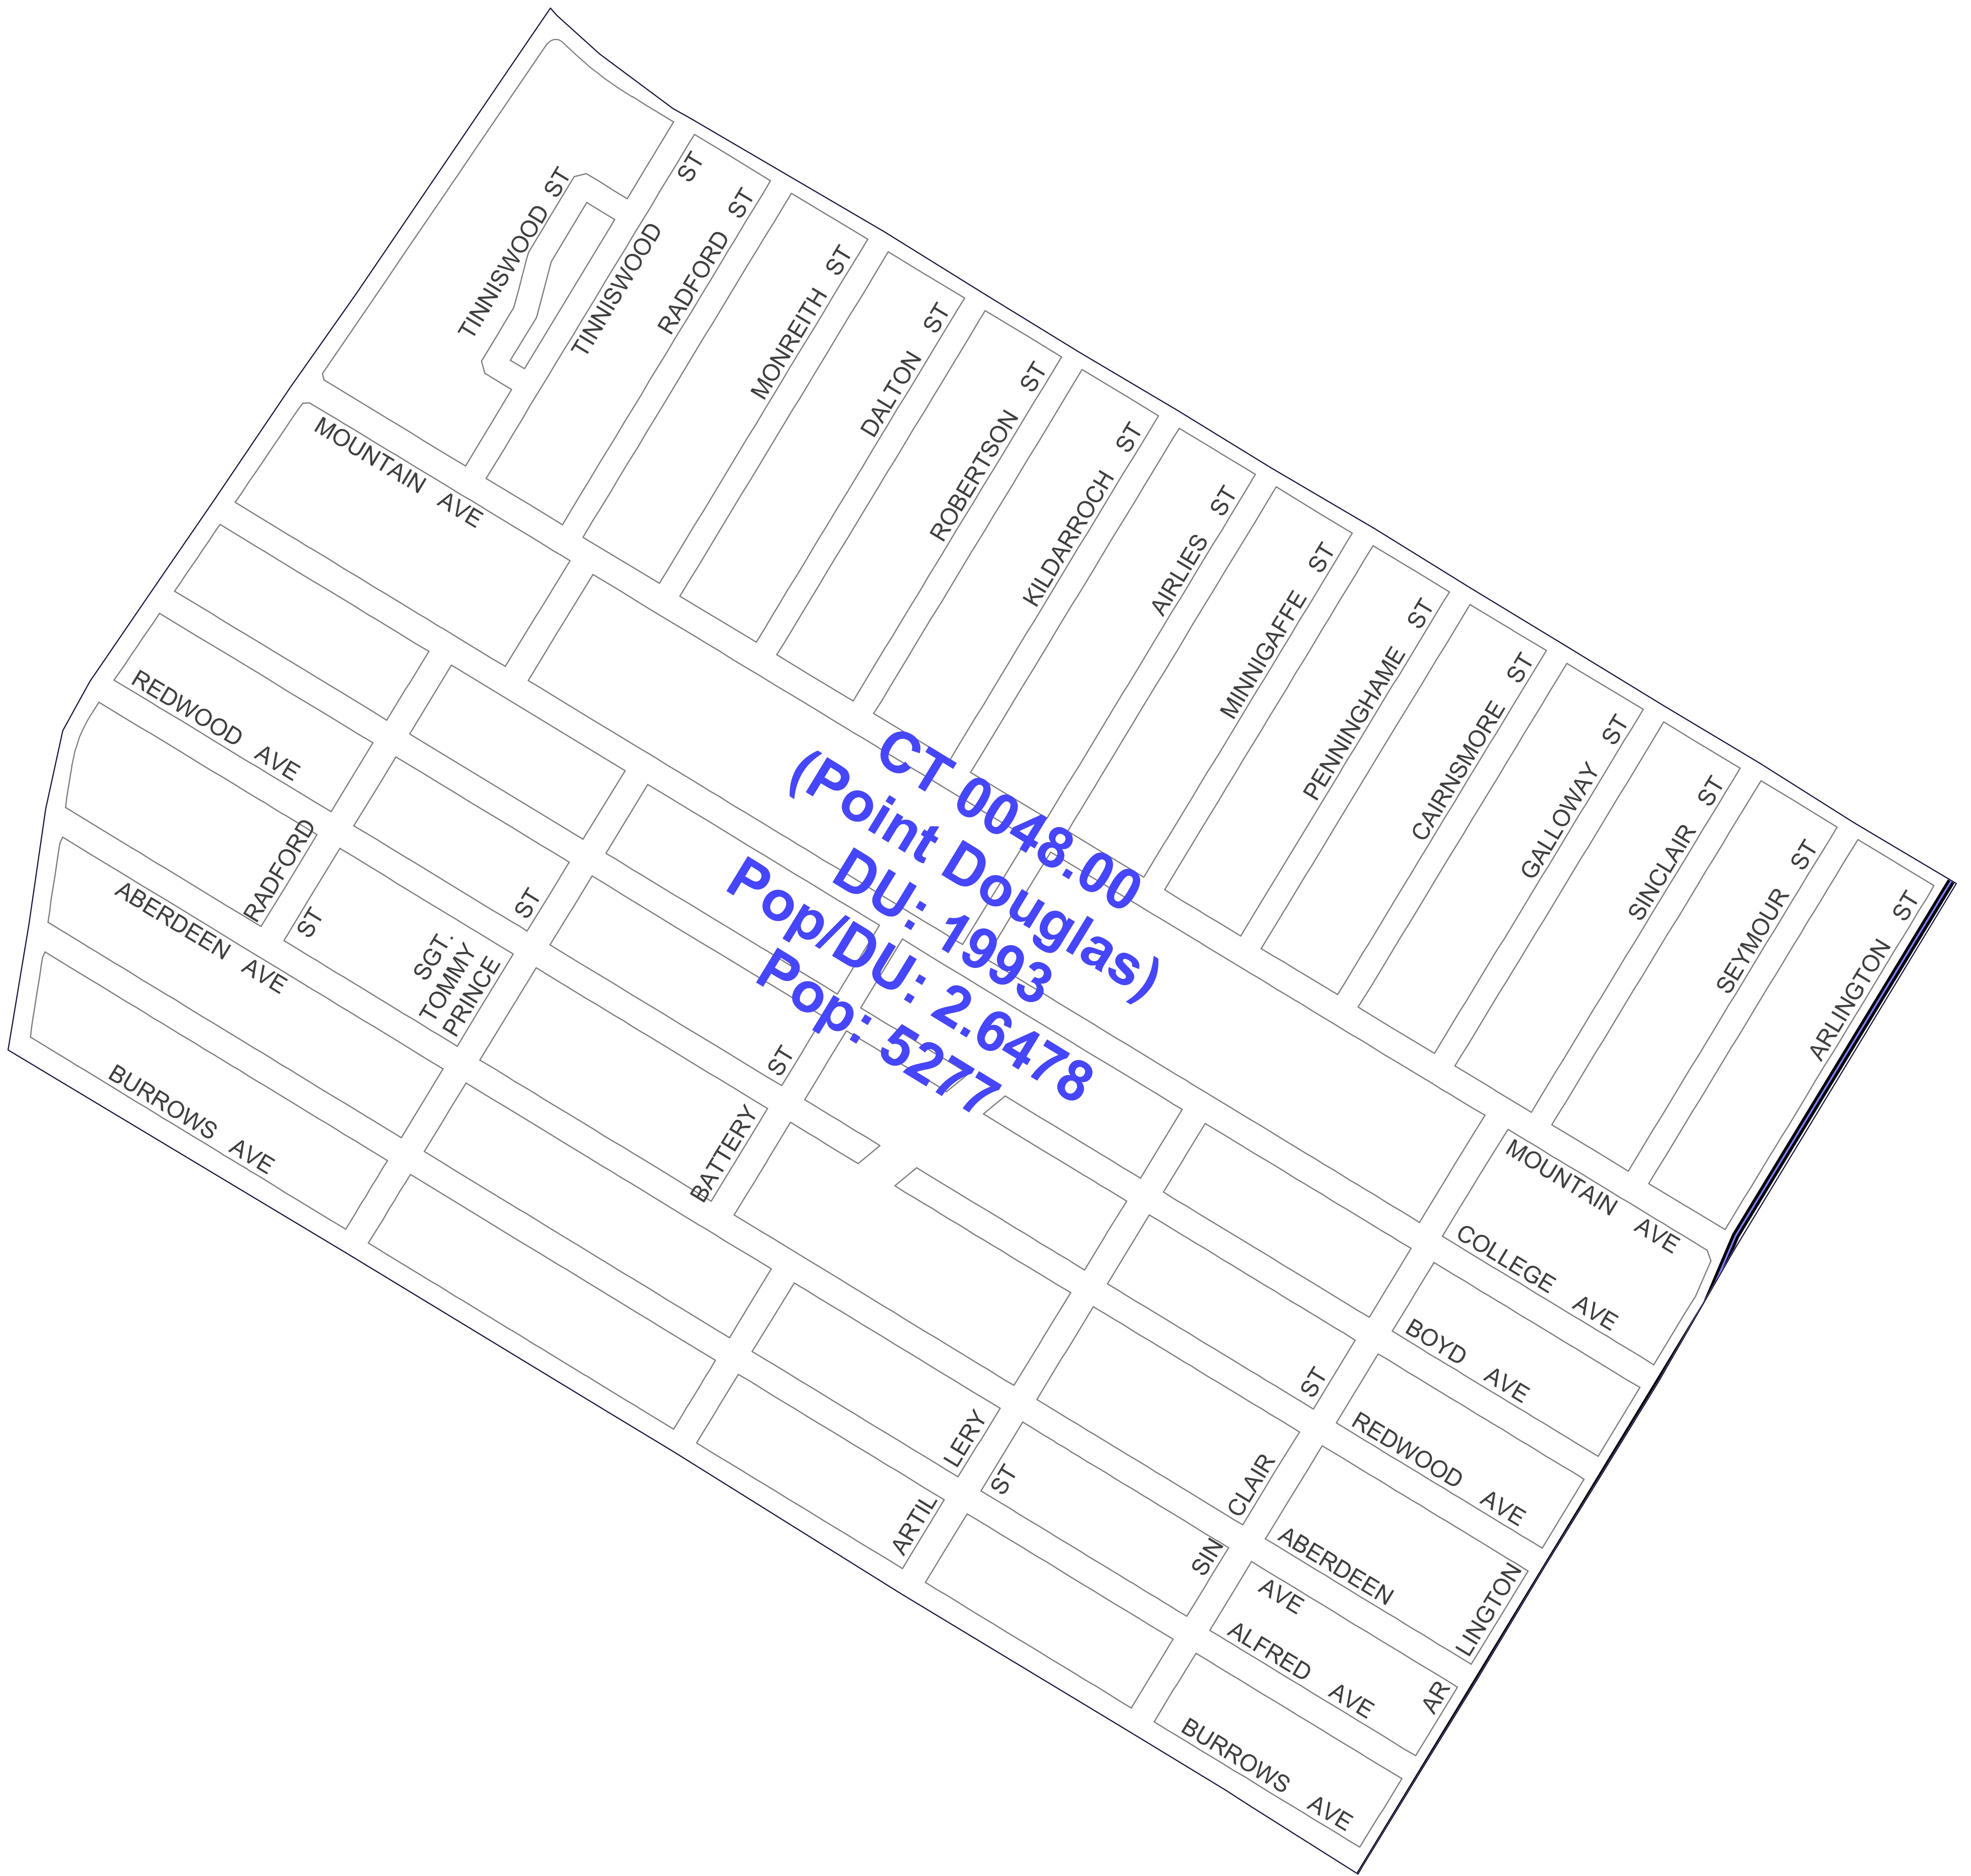 TINNISWOOD ST
TINNISWOOD ST
RADFORD ST
MONREITH ST
DALTON ST
ROBERTSON ST
KILDARROCH ST
AIRLIES ST
MINNIGAFFE ST
PENNINGHAME ST
CAIRNSMORE ST
GALLOWAY ST
SINCLAIR ST
SEYMOUR ST
ARLINGTON ST
MOUNTAIN AVE
REDWOOD AVE
RADFORD
ST
ABERDEEN AVE
SGT.
TOMMY
PRINCE
ST
BURROWS AVE
CT 0048.00
(Point Douglas)
DU: 1993
Pop/DU: 2.6478
Pop: 5277
BATTERY
ST
MOUNTAIN AVE
COLLEGE AVE
BOYD AVE
REDWOOD AVE
ARTIL
LERY
ST
SIN
CLAIR
ST
ABERDEEN
AVE
ALFRED AVE
AR
LINGTON
BURROWS AVE